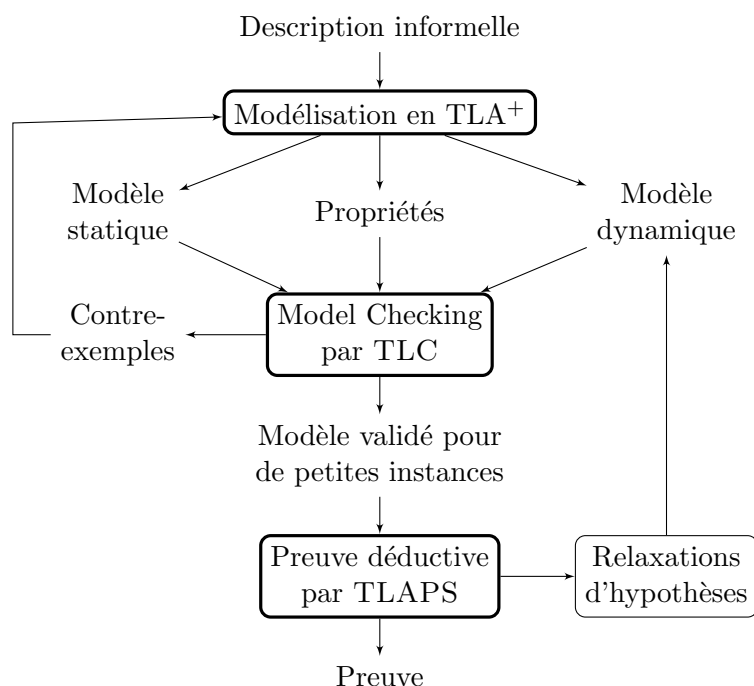 Description informelle
Modélisation en TLA+
Modèle
statique
Propriétés
Modèle
dynamique
Contre-
exemples
Model Checking
par TLC
Modèle validé pour
de petites instances
Preuve déductive
par TLAPS
Relaxations
d'hypothèses
Preuve